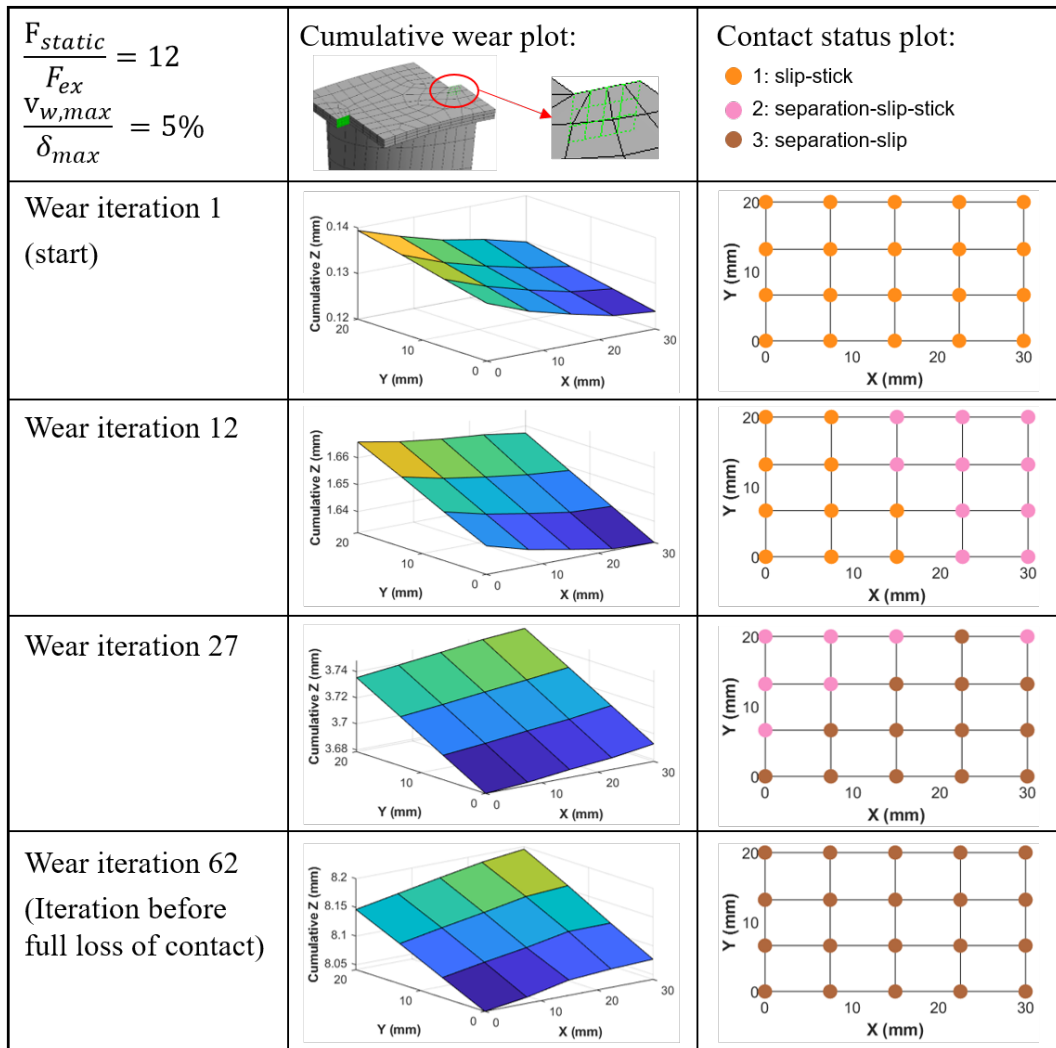 F_static / F_ex = 12
v_w,max / δ_max = 5%
Cumulative wear plot:
Contact status plot:
1: slip-stick
2: separation-slip-stick
3: separation-slip
Wear iteration 1
(start)
Cumulative Z (mm)
0.14
0.13
0.12
20
10
0
Y (mm)
0
10
20
30
X (mm)
Y (mm)
20
10
0
0
10
20
30
X (mm)
Wear iteration 12
Cumulative Z (mm)
1.66
1.65
1.64
20
10
0
Y (mm)
0
10
20
30
X (mm)
Y (mm)
20
10
0
0
10
20
30
X (mm)
Wear iteration 27
Cumulative Z (mm)
3.74
3.72
3.7
3.68
20
10
0
Y (mm)
0
10
20
30
X (mm)
Y (mm)
20
10
0
0
10
20
30
X (mm)
Wear iteration 62
(Iteration before
full loss of contact)
Cumulative Z (mm)
8.2
8.15
8.1
8.05
20
10
0
Y (mm)
0
10
20
30
X (mm)
Y (mm)
20
10
0
0
10
20
30
X (mm)